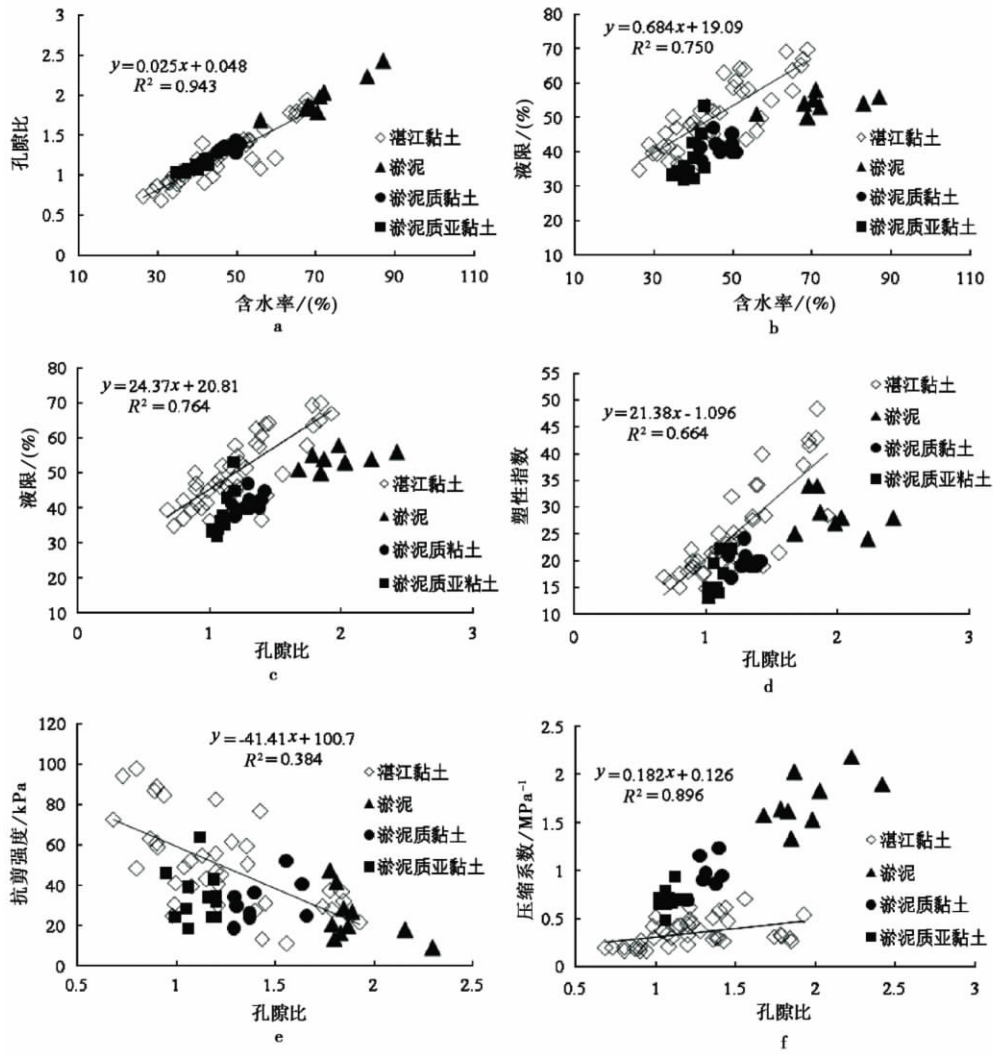 3
2.5
2
1.5
1
0.5
0
孔隙比
y=0.025x+0.048
R² = 0.943
湛江黏土
淤泥
淤泥质黏土
淤泥质亚黏土
10 30 50 70 90 110
含水率/(%)
a
80
70
60
50
40
30
20
10
液限/(%)
y=0.684x+19.09
R² = 0.750
湛江黏土
淤泥
淤泥质黏土
淤泥质亚黏土
10 30 50 70 90 110
含水率/(%)
b
80
70
60
50
40
30
20
10
液限/(%)
y=24.37x+20.81
R² = 0.764
湛江黏土
淤泥
淤泥质粘土
淤泥质亚粘土
0 1 2 3
孔隙比
c
55
50
45
40
35
30
25
20
15
10
塑性指数
y=21.38x-1.096
R² = 0.664
湛江黏土
淤泥
淤泥质黏土
淤泥质亚黏土
0 1 2 3
孔隙比
d
120
100
80
60
40
20
0
抗剪强度/kPa
y=-41.41x+100.7
R²=0.384
湛江黏土
淤泥
淤泥质黏土
淤泥质亚黏土
0.5 1 1.5 2 2.5
孔隙比
e
2.5
2
1.5
1
0.5
0
压缩系数/MPa⁻¹
y=0.182x+0.126
R²=0.896
湛江黏土
淤泥
淤泥质黏土
淤泥质亚黏土
0.5 1 1.5 2 2.5 3
孔隙比
f